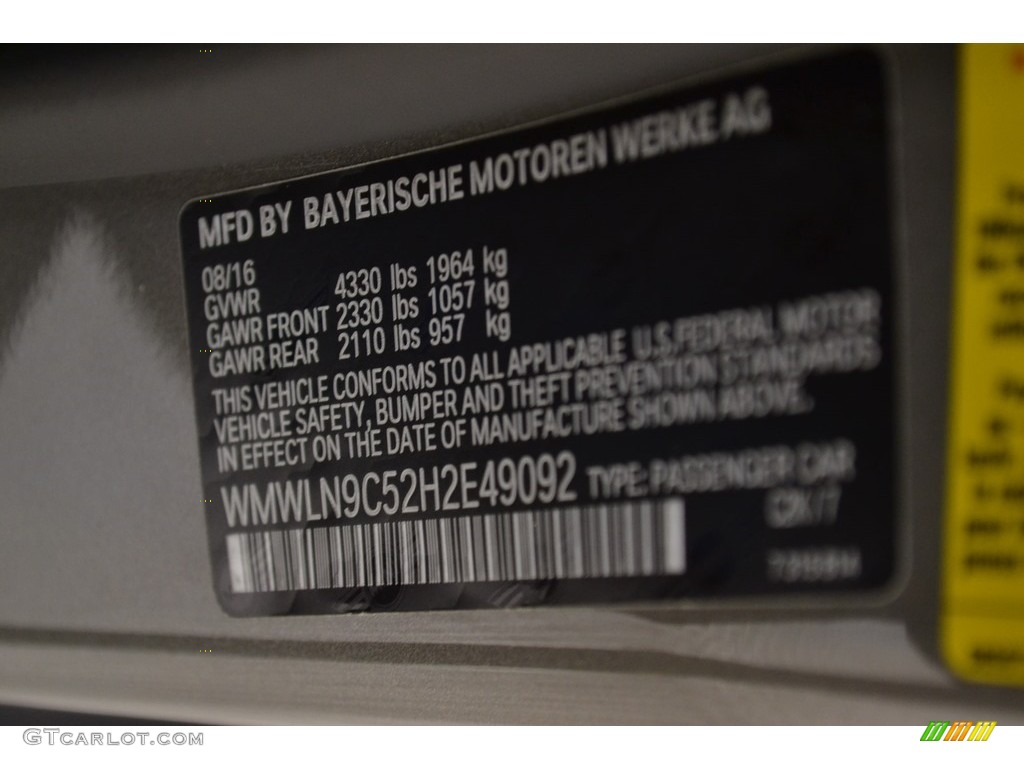 MFD BY BAYERISCHE MOTOREN WERKE AG
08/16
GVWR 4330 lbs 1964 kg
GAWR FRONT 2330 lbs 1057 kg
GAWR REAR 2110 lbs 957 kg
THIS VEHICLE CONFORMS TO ALL APPLICABLE U.S.FEDERAL MOTOR
VEHICLE SAFETY, BUMPER AND THEFT PREVENTION STANDARDS
IN EFFECT ON THE DATE OF MANUFACTURE SHOWN ABOVE.
WMWLN9C52H2E49092 TYPE: PASSENGER CAR
GTCARLOT.COM